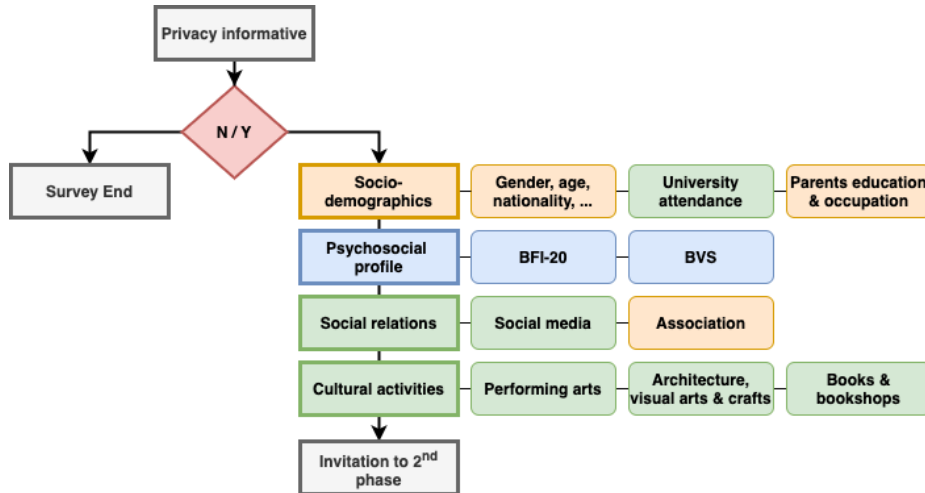 Privacy informative
N / Y
Survey End
Socio-
demographics
Gender, age,
nationality, ...
University
attendance
Parents education
& occupation
Psychosocial
profile
BFI-20
BVS
Social relations
Social media
Association
Cultural activities
Performing arts
Architecture,
visual arts & crafts
Books &
bookshops
Invitation to 2nd
phase